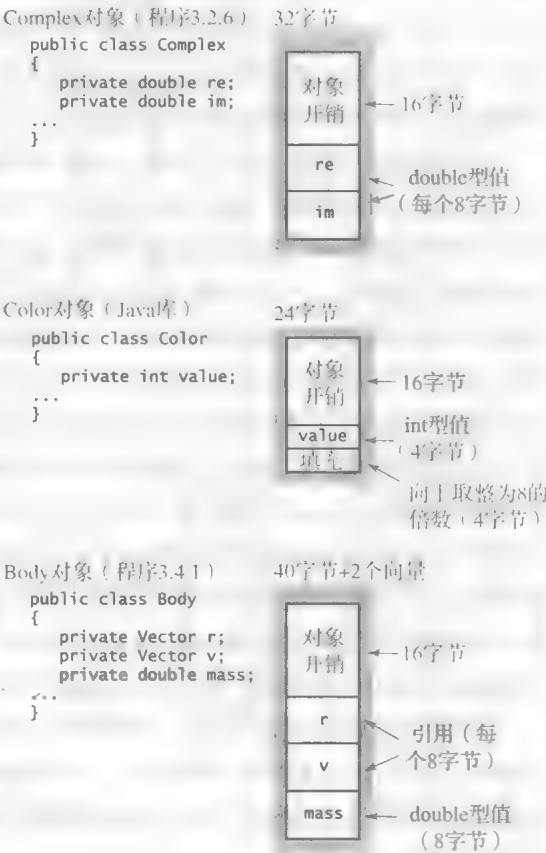 Complex对象（程序3.2.6）
32字节
public class Complex
{
private double re;
private double im;
...
}
对象
开销
16字节
re
im
double型值
（每个8字节）
Color对象（Java库）
24字节
public class Color
{
private int value;
...
}
对象
开销
16字节
value
填充
int型值
（4字节）
向上取整为8的
倍数（4字节）
Body对象（程序3.4.1）
40字节+2个向量
public class Body
{
private Vector r;
private Vector v;
private double mass;
...
}
对象
开销
16字节
r
v
mass
引用（每
个8字节）
double型值
（8字节）